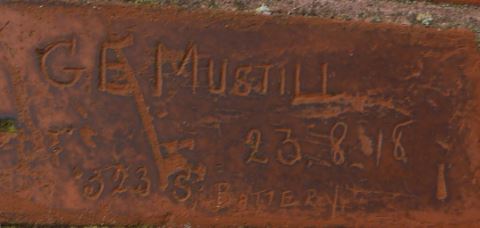 G E MUSTILL
23.8.18
323 S. BATTERY